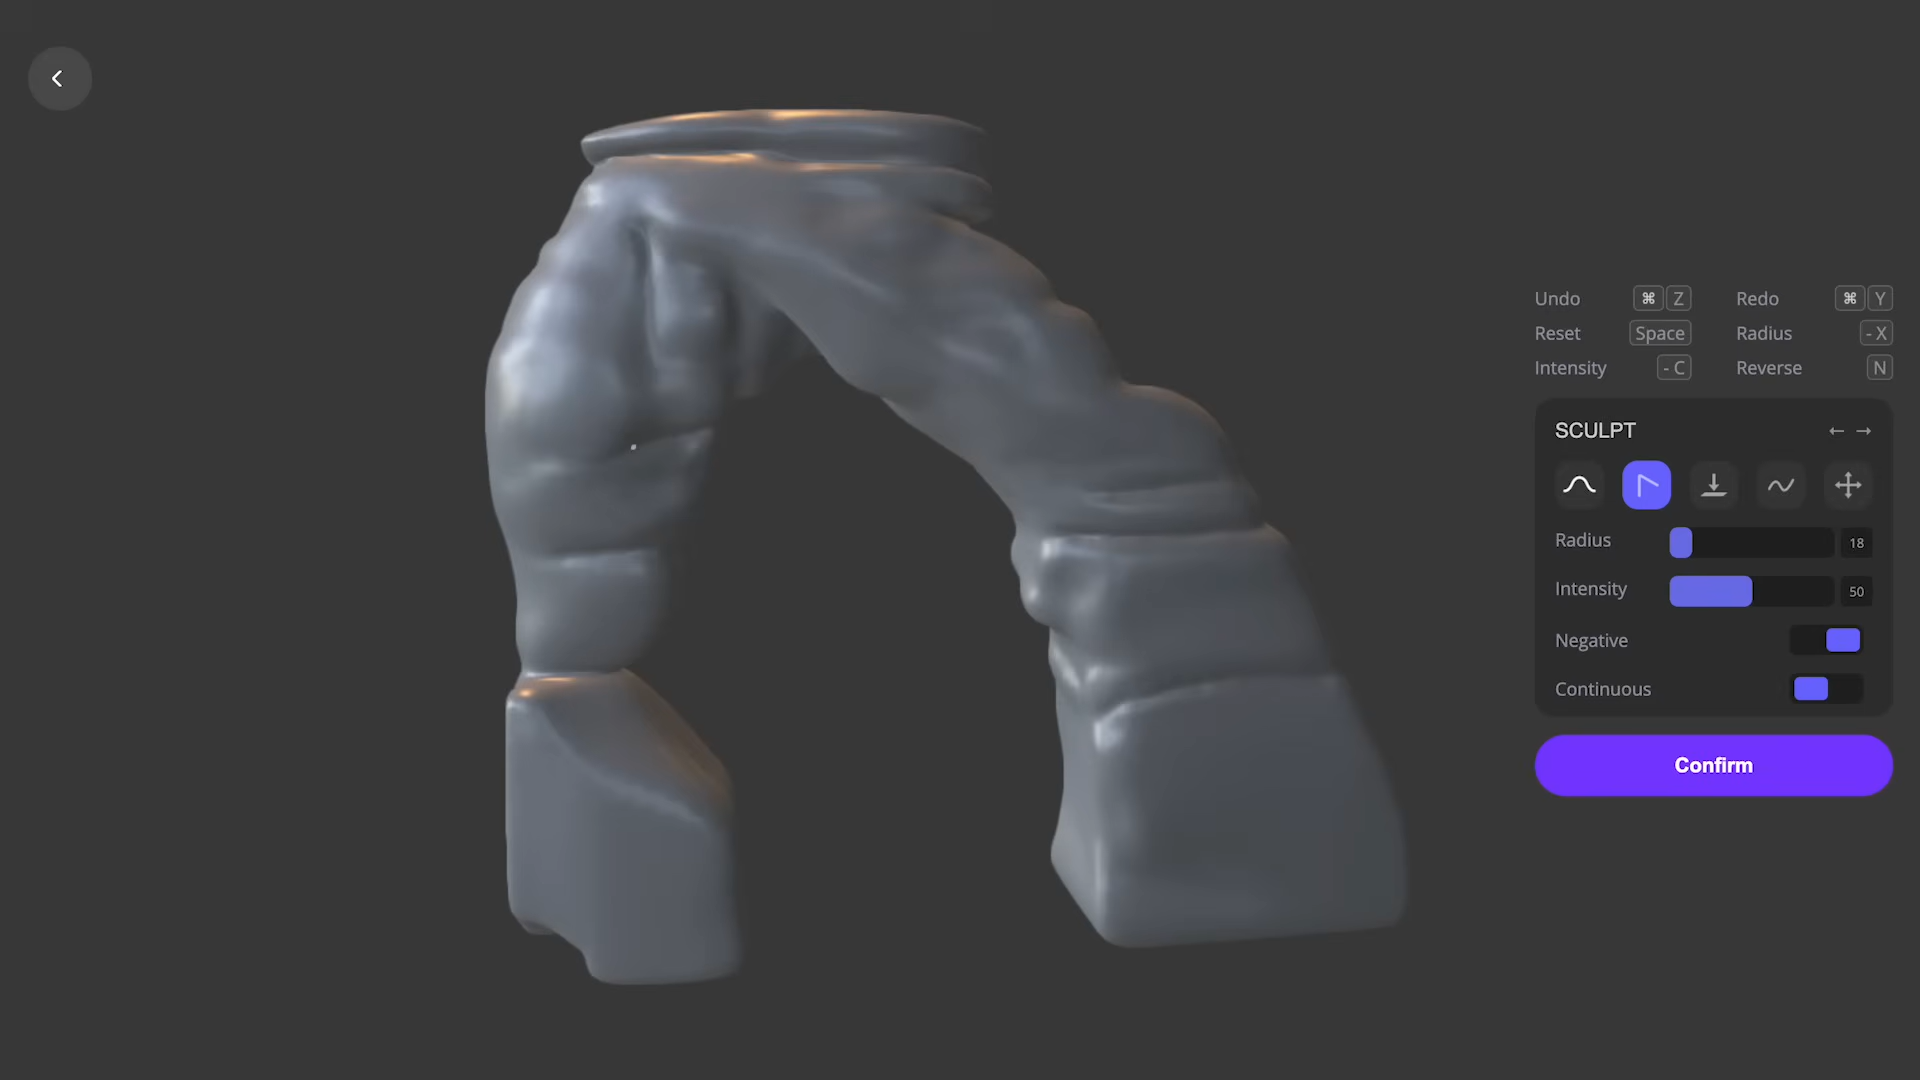 Undo ⌘ Z Redo ⌘ Y
Reset Space Radius - X
Intensity - C Reverse N
SCULPT ← →
Radius 18
Intensity 50
Negative
Continuous
Confirm